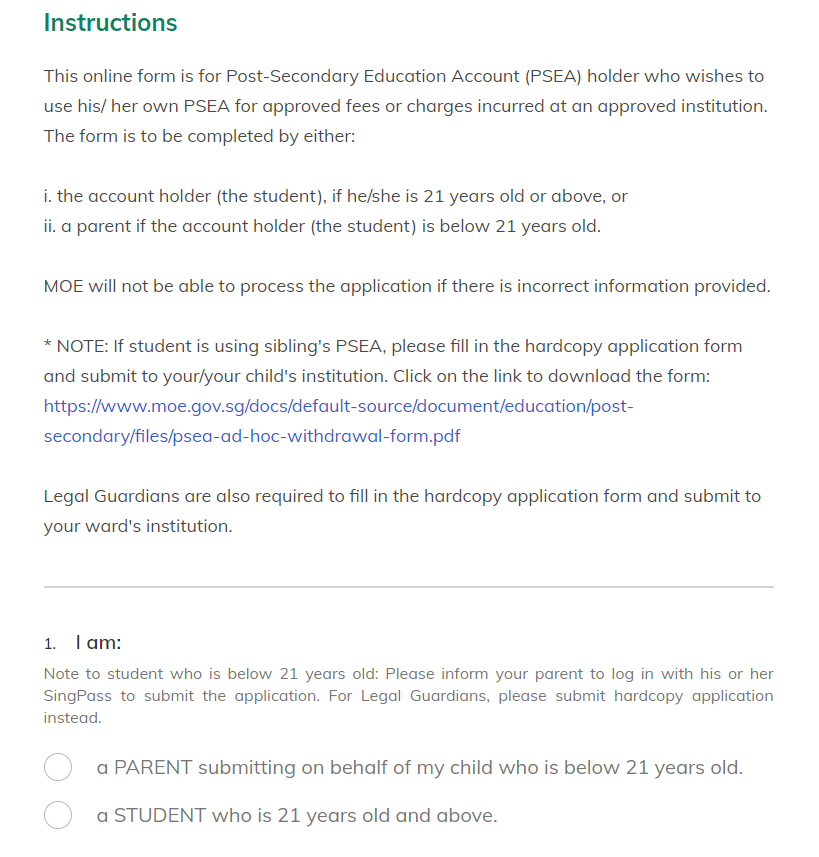 Instructions
This online form is for Post-Secondary Education Account (PSEA) holder who wishes to
use his/ her own PSEA for approved fees or charges incurred at an approved institution.
The form is to be completed by either:
i. the account holder (the student), if he/she is 21 years old or above, or
ii. a parent if the account holder (the student) is below 21 years old.
MOE will not be able to process the application if there is incorrect information provided.
* NOTE: If student is using sibling's PSEA, please fill in the hardcopy application form
and submit to your/your child's institution. Click on the link to download the form:
https://www.moe.gov.sg/docs/default-source/document/education/post-
secondary/files/psea-ad-hoc-withdrawal-form.pdf
Legal Guardians are also required to fill in the hardcopy application form and submit to
your ward's institution.
1. I am:
Note to student who is below 21 years old: Please inform your parent to log in with his or her
SingPass to submit the application. For Legal Guardians, please submit hardcopy application
instead.
a PARENT submitting on behalf of my child who is below 21 years old.
a STUDENT who is 21 years old and above.